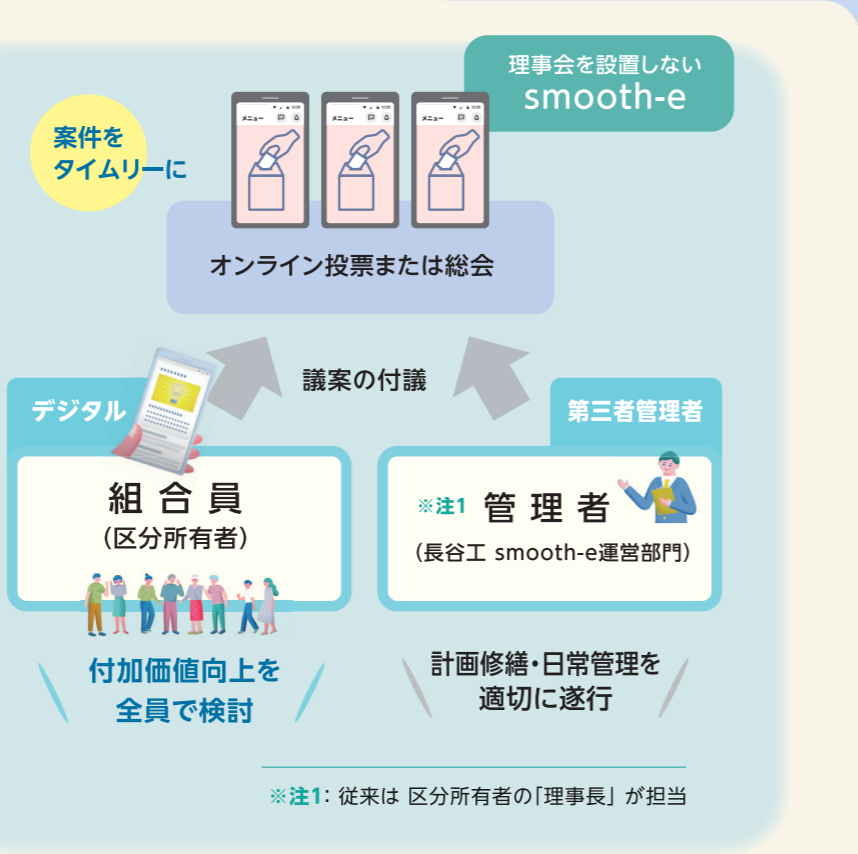 理事会を設置しない
smooth-e
案件を
タイムリーに
メニュー
メニュー
メニュー
オンライン投票または総会
議案の付議
デジタル
第三者管理者
組合員
（区分所有者）
※注1 管理者
（長谷工 smooth-e運営部門）
付加価値向上を
全員で検討
計画修繕・日常管理を
適切に遂行
※注1： 従来は 区分所有者の「理事長」が担当